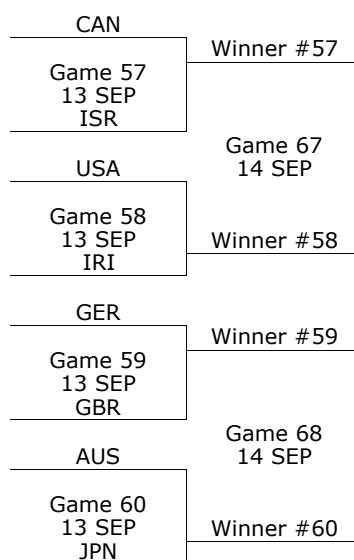 CAN
Winner #57
Game 57
13 SEP
ISR
Game 67
14 SEP
USA
Game 58
13 SEP
Winner #58
IRI
GER
Winner #59
Game 59
13 SEP
GBR
Game 68
14 SEP
AUS
Game 60
13 SEP
Winner #60
JPN